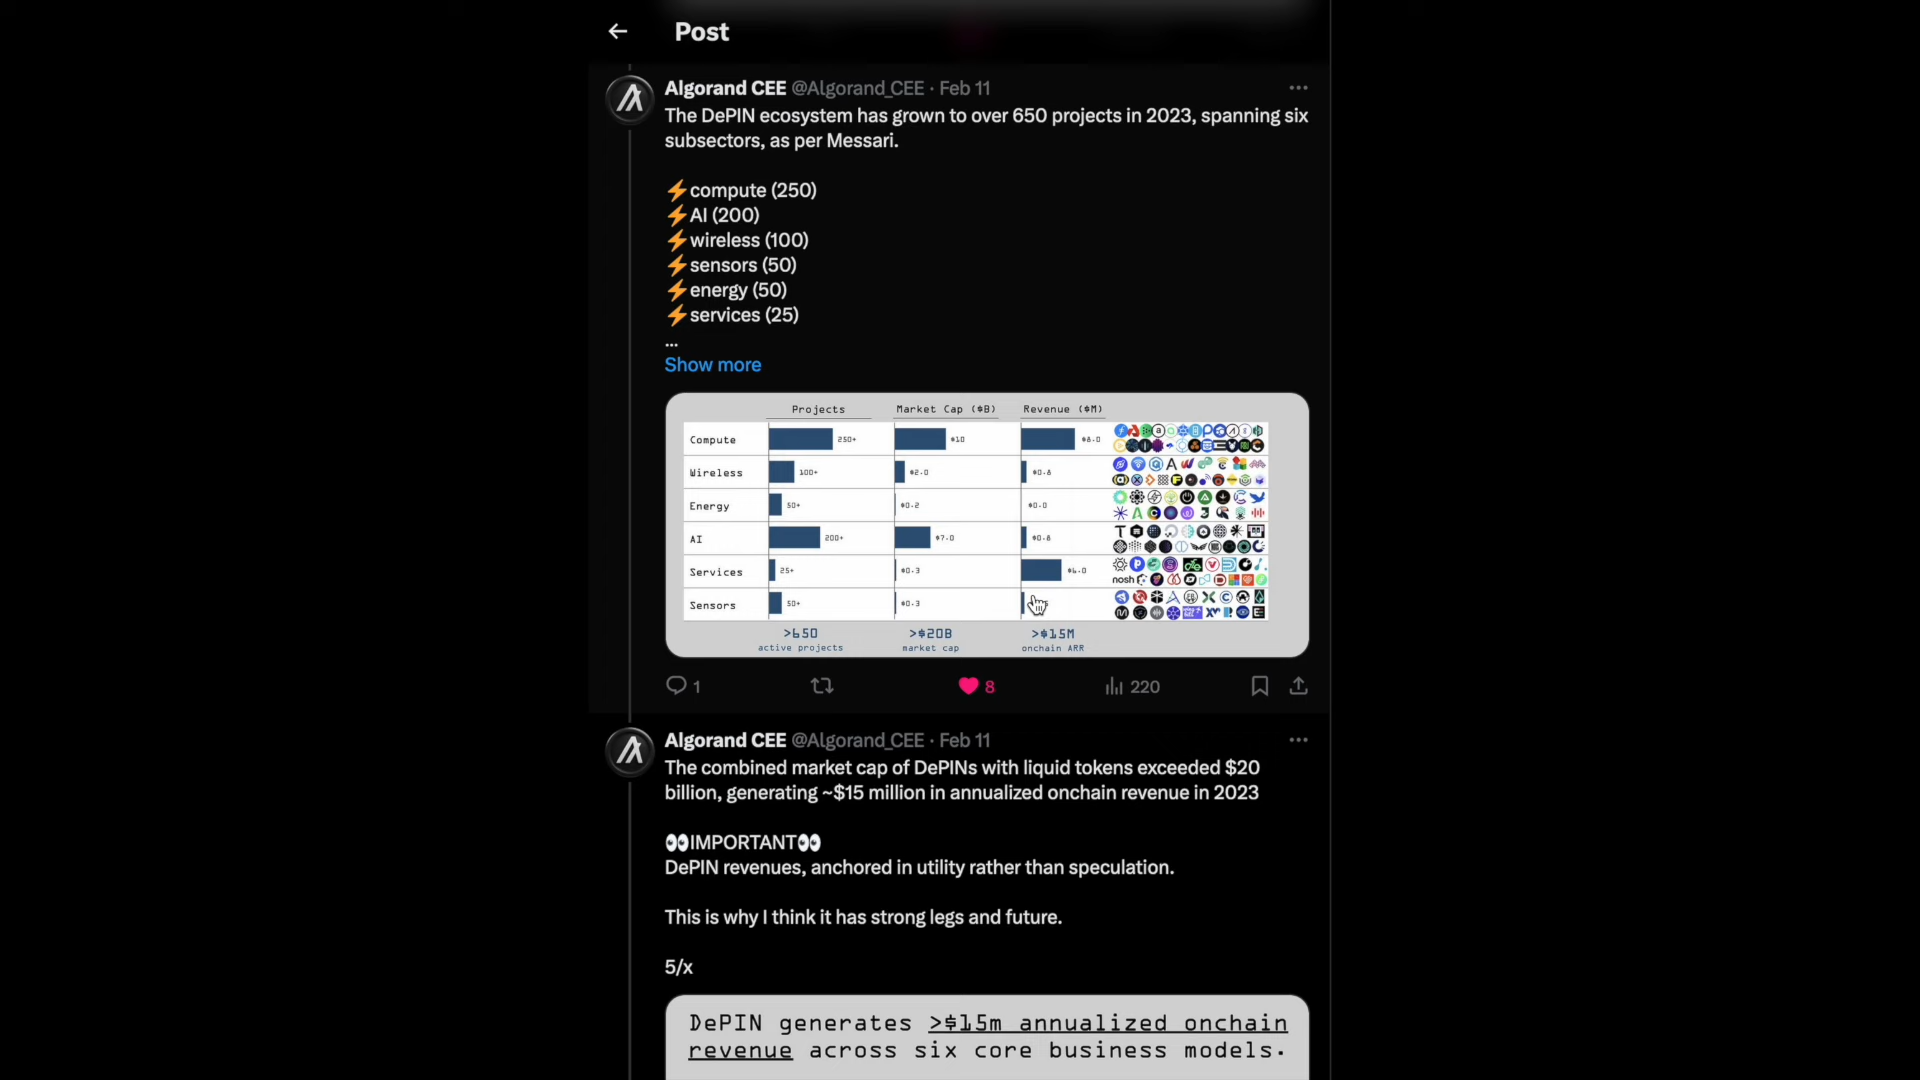 Post
Algorand CEE @Algorand_CEE · Feb 11
The DePIN ecosystem has grown to over 650 projects in 2023, spanning six
subsectors, as per Messari.
⚡compute (250)
⚡AI (200)
⚡wireless (100)
⚡sensors (50)
⚡energy (50)
⚡services (25)
...
Show more
Projects Market Cap ($B) Revenue ($M)
Compute 250+ $10 $8.0
Wireless 100+ $2.0 $0.8
Energy 50+ $0.2 $0.0
AI 200+ $7.0 $0.8
Services 25+ $0.3 $6.0
nosh
Sensors 50+ $0.3
>650 >$20B >$15M
active projects market cap onchain ARR
1 8 220
Algorand CEE @Algorand_CEE · Feb 11
The combined market cap of DePINs with liquid tokens exceeded $20
billion, generating ~$15 million in annualized onchain revenue in 2023
👀IMPORTANT👀
DePIN revenues, anchored in utility rather than speculation.
This is why I think it has strong legs and future.
5/x
DePIN generates >$15m annualized onchain
revenue across six core business models.